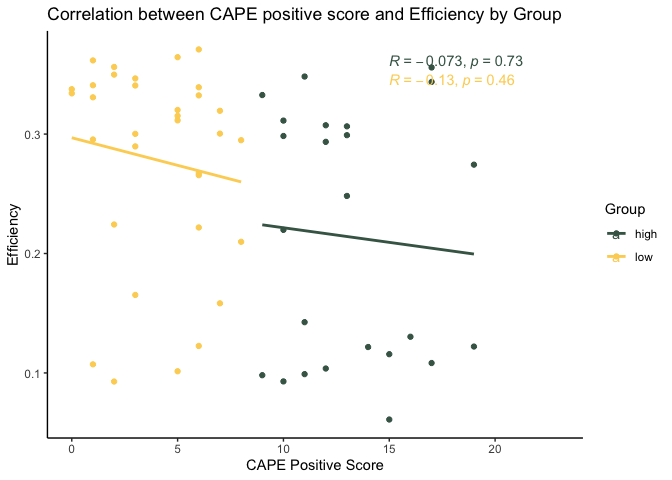 Correlation between CAPE positive score and Efficiency by Group
R = −0.073, p = 0.73
R = −0.13, p = 0.46
0.3
0.2
0.1
Efficiency
0 5 10 15 20
CAPE Positive Score
Group
a high
a low